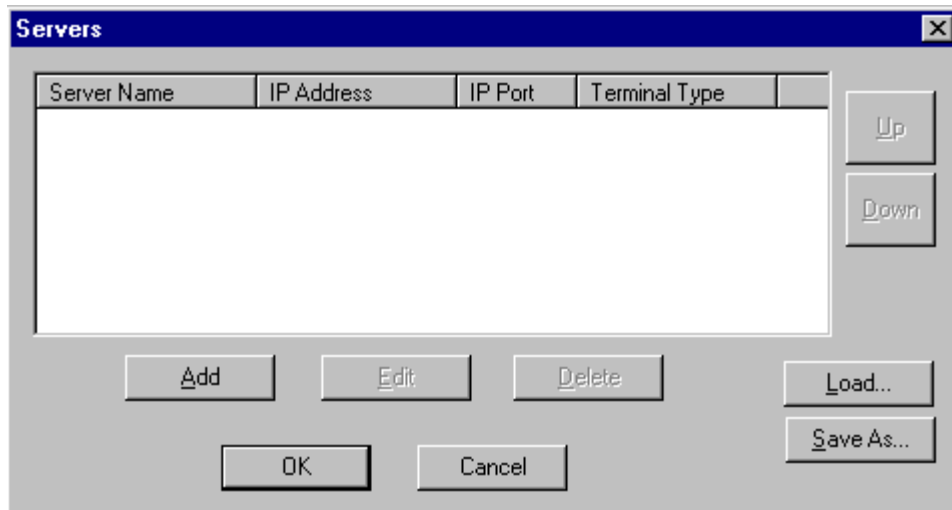 Servers
Server Name IP Address IP Port Terminal Type
Up
Down
Add Edit Delete
Load...
Save As...
OK Cancel